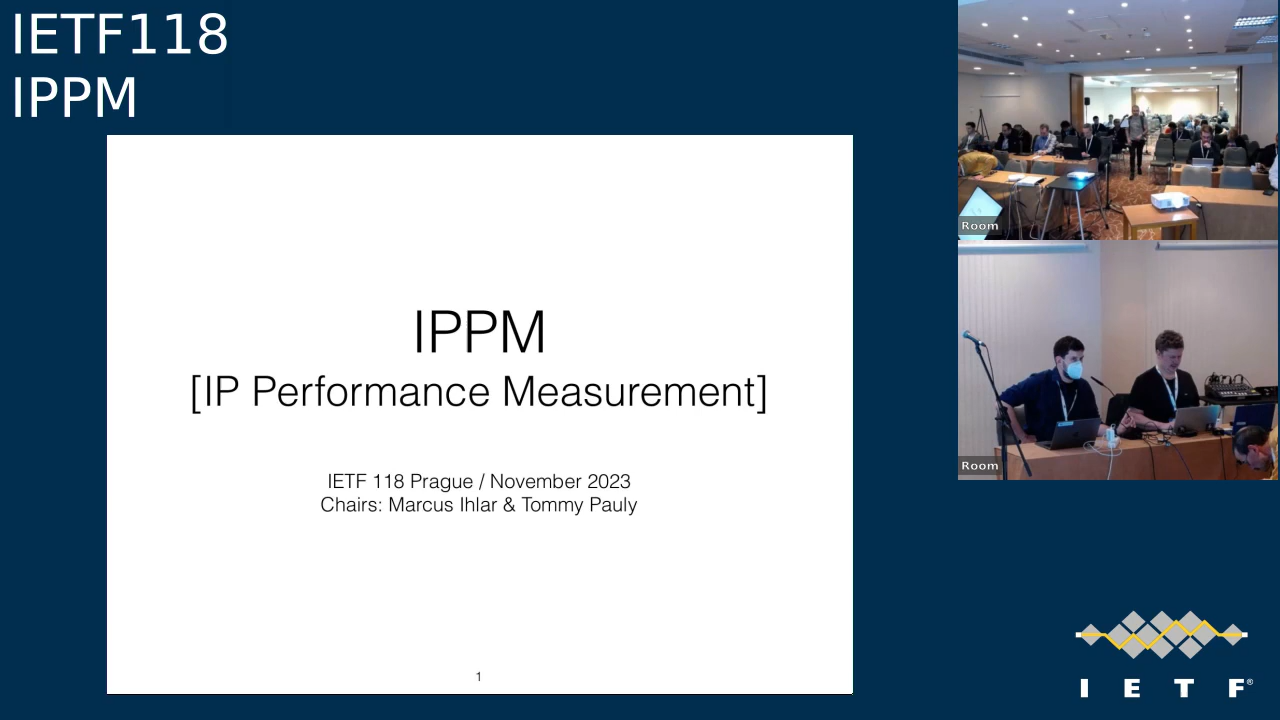 IETF118
IPPM
IPPM
[IP Performance Measurement]
IETF 118 Prague / November 2023
Chairs: Marcus Ihlar & Tommy Pauly
1
Room
Room
I E T F®